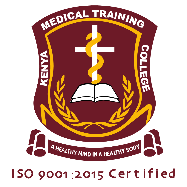 KENYA
MEDICAL TRAINING
COLLEGE
A HEALTHY MIND IN A HEALTHY BODY
ISO 9001:2015 Certified